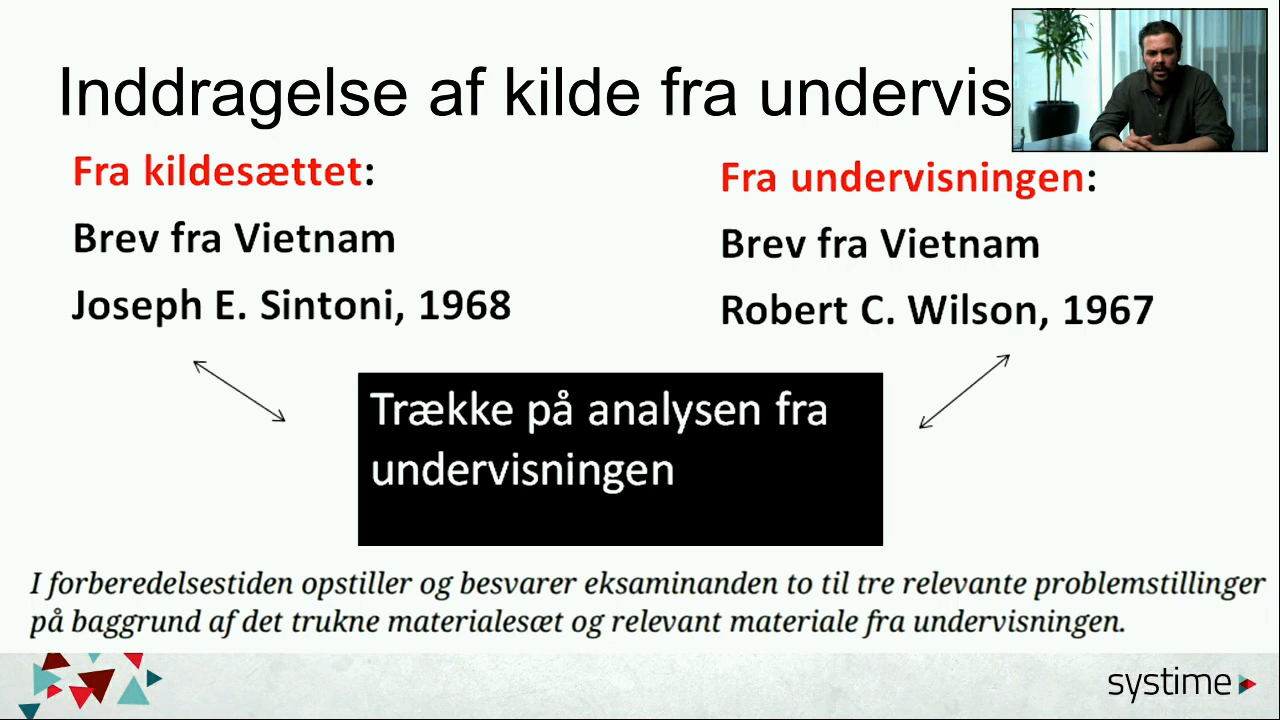 Inddragelse af kilde fra undervis
Fra kildesættet:
Brev fra Vietnam
Joseph E. Sintoni, 1968
Fra undervisningen:
Brev fra Vietnam
Robert C. Wilson, 1967
Trække på analysen fra
undervisningen
I forberedelsestiden opstiller og besvarer eksaminanden to til tre relevante problemstillinger
på baggrund af det trukne materialesæt og relevant materiale fra undervisningen.
systime